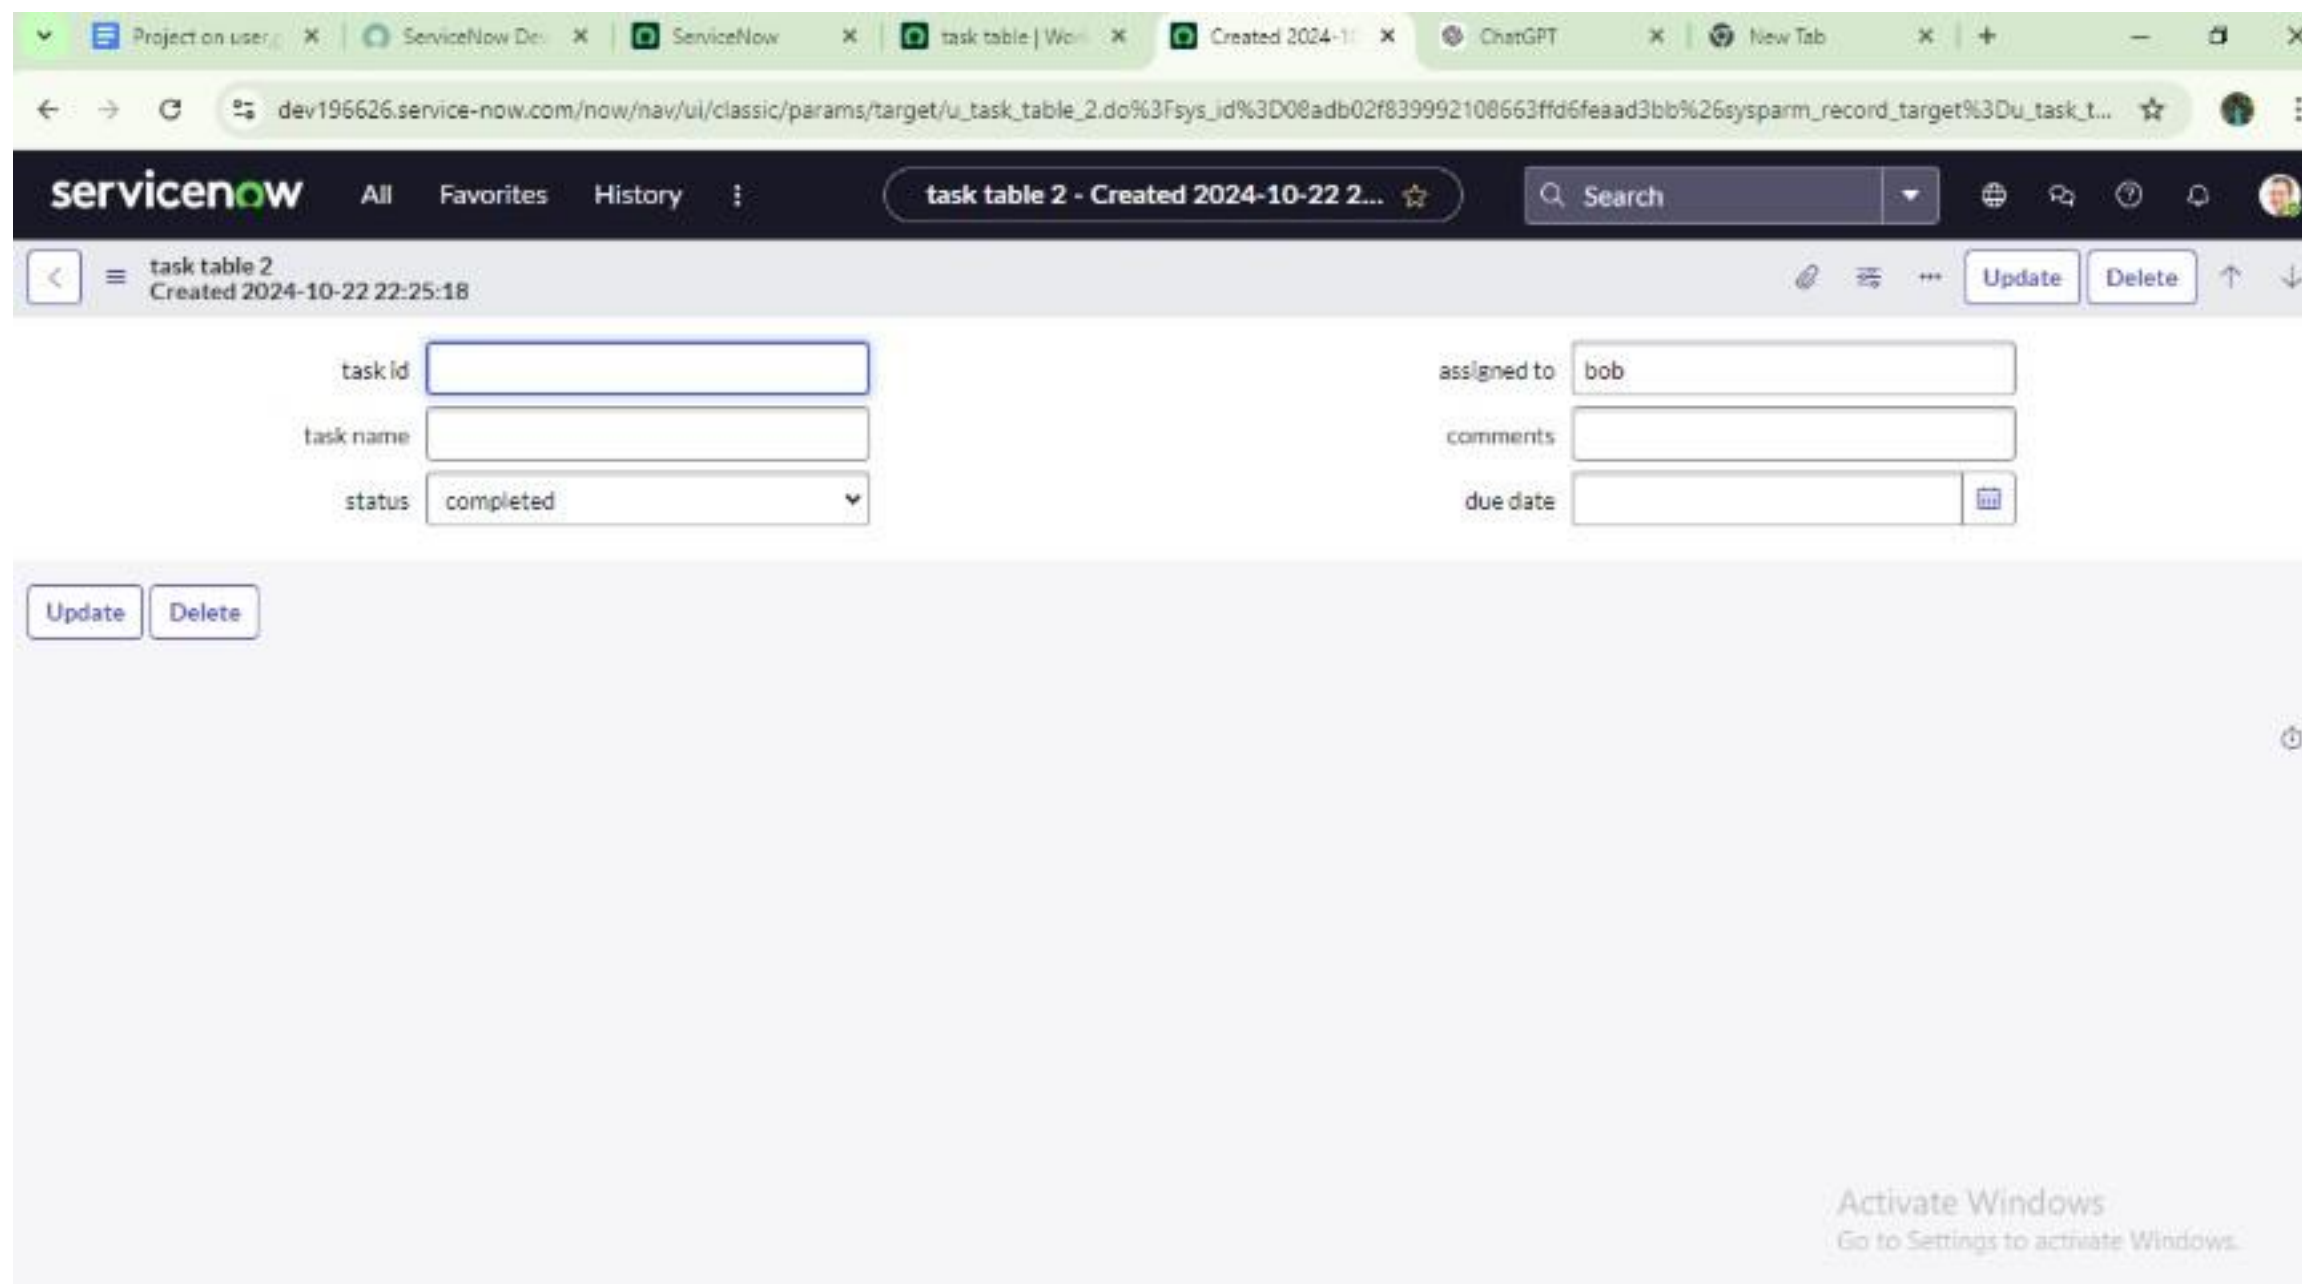 Project on user
ServiceNow De
ServiceNow
task table | Wo
Created 2024-1
ChatGPT
New Tab
dev196626.service-now.com/now/nav/ui/classic/params/target/u_task_table_2.do%3Fsys_id%3D08adb02f839992108663ffd6feaad3bb%26sysparm_record_target%3Du_task_t...
servicenow
All
Favorites
History
task table 2 - Created 2024-10-22 2...
Search
task table 2
Created 2024-10-22 22:25:18
Update
Delete
task id
assigned to
bob
task name
comments
status
completed
due date
Update
Delete
Activate Windows
Go to Settings to activate Windows.